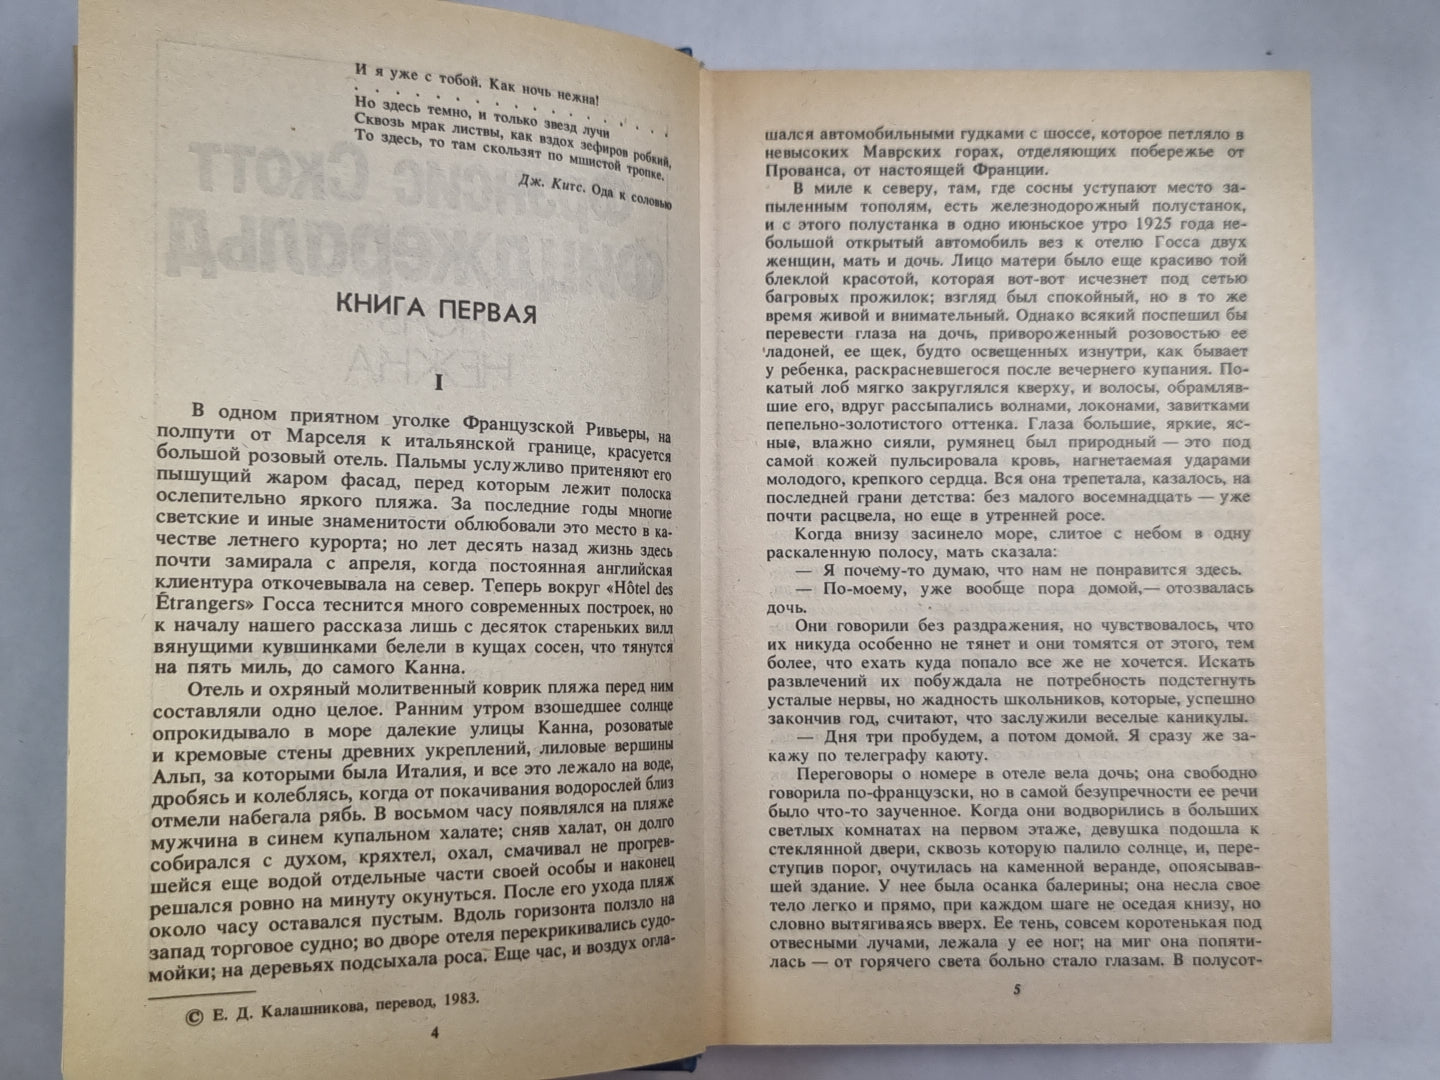 И я уже с тобой. Как ночь нежна!
. . . . . . . . . . . . . . . .
Но здесь темно, и только звезд лучи
Сквозь мрак листвы, как вздох зефиров робкий,
То здесь, то там скользят по мшистой тропке.
Дж. Китс. Ода к соловью
КНИГА ПЕРВАЯ
I
В одном приятном уголке Французской Ривьеры, на
полпути от Марселя к итальянской границе, красуется
большой розовый отель. Пальмы услужливо притеняют его
пышущий жаром фасад, перед которым лежит полоска
ослепительно яркого пляжа. За последние годы многие
светские и иные знаменитости облюбовали это место в ка-
честве летнего курорта; но лет десять назад жизнь здесь
почти замирала с апреля, когда постоянная английская
клиентура откочевывала на север. Теперь вокруг «Hôtel des
Étrangers» Госса теснится много современных построек, но
к началу нашего рассказа лишь с десяток стареньких вилл
вянущими кувшинками белели в кущах сосен, что тянутся
на пять миль, до самого Канна.
Отель и охряный молитвенный коврик пляжа перед ним
составляли одно целое. Ранним утром взошедшее солнце
опрокидывало в море далекие улицы Канна, розоватые
и кремовые стены древних укреплений, лиловые вершины
Альп, за которыми была Италия, и все это лежало на воде,
дробясь и колеблясь, когда от покачивания водорослей близ
отмели набегала рябь. В восьмом часу появлялся на пляже
мужчина в синем купальном халате; сняв халат, он долго
собирался с духом, кряхтел, охал, смачивал не прогрев-
шейся еще водой отдельные части своей особы и наконец
решался ровно на минуту окунуться. После его ухода пляж
около часу оставался пустым. Вдоль горизонта ползло на
запад торговое судно; во дворе отеля перекрикивались судо-
мойки; на деревьях подсыхала роса. Еще час, и воздух огла-
© Е. Д. Калашникова, перевод, 1983.
4
шался автомобильными гудками с шоссе, которое петляло в
невысоких Маврских горах, отделяющих побережье от
Прованса, от настоящей Франции.
В миле к северу, там, где сосны уступают место за-
пыленным тополям, есть железнодорожный полустанок,
и с этого полустанка в одно июньское утро 1925 года не-
большой открытый автомобиль вез к отелю Госса двух
женщин, мать и дочь. Лицо матери было еще красиво той
блеклой красотой, которая вот-вот исчезнет под сетью
багровых прожилок; взгляд был спокойный, но в то же
время живой и внимательный. Однако всякий поспешил бы
перевести глаза на дочь, привороженный розовостью ее
ладоней, ее щек, будто освещенных изнутри, как бывает
у ребенка, раскрасневшегося после вечернего купания. По-
катый лоб мягко закруглялся кверху, и волосы, обрамляв-
шие его, вдруг рассыпались волнами, локонами, завитками
пепельно-золотистого оттенка. Глаза большие, яркие, яс-
ные, влажно сияли, румянец был природный — это под
самой кожей пульсировала кровь, нагнетаемая ударами
молодого, крепкого сердца. Вся она трепетала, казалось, на
последней грани детства: без малого восемнадцать — уже
почти расцвела, но еще в утренней росе.
Когда внизу засинело море, слитое с небом в одну
раскаленную полосу, мать сказала:
— Я почему-то думаю, что нам не понравится здесь.
— По-моему, уже вообще пора домой,— отозвалась
дочь.
Они говорили без раздражения, но чувствовалось, что
их никуда особенно не тянет и они томятся от этого, тем
более, что ехать куда попало все же не хочется. Искать
развлечений их побуждала не потребность подстегнуть
усталые нервы, но жадность школьников, которые, успешно
закончив год, считают, что заслужили веселые каникулы.
— Дня три пробудем, а потом домой. Я сразу же за-
кажу по телеграфу каюту.
Переговоры о номере в отеле вела дочь; она свободно
говорила по-французски, но в самой безупречности ее речи
было что-то заученное. Когда они водворились в больших
светлых комнатах на первом этаже, девушка подошла к
стеклянной двери, сквозь которую палило солнце, и, пере-
ступив порог, очутилась на каменной веранде, опоясывав-
шей здание. У нее была осанка балерины; она несла свое
тело легко и прямо, при каждом шаге не оседая книзу, но
словно вытягиваясь вверх. Ее тень, совсем коротенькая под
отвесными лучами, лежала у ее ног; на миг она попяти-
лась — от горячего света больно стало глазам. В полусот-
5